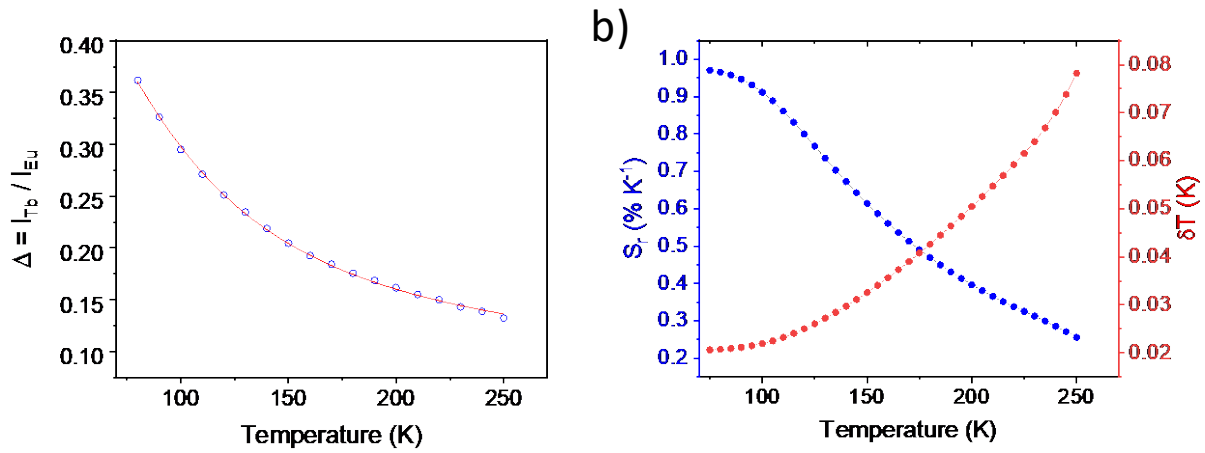 0.40
0.35
0.30
0.25
0.20
0.15
0.10
Δ = I_Tb / I_Eu
100 150 200 250
Temperature (K)
b)
1.0
0.9
0.8
0.7
0.6
0.5
0.4
0.3
0.2
S_r (% K^-1)
0.08
0.07
0.06
0.05
0.04
0.03
0.02
δT (K)
100 150 200 250
Temperature (K)